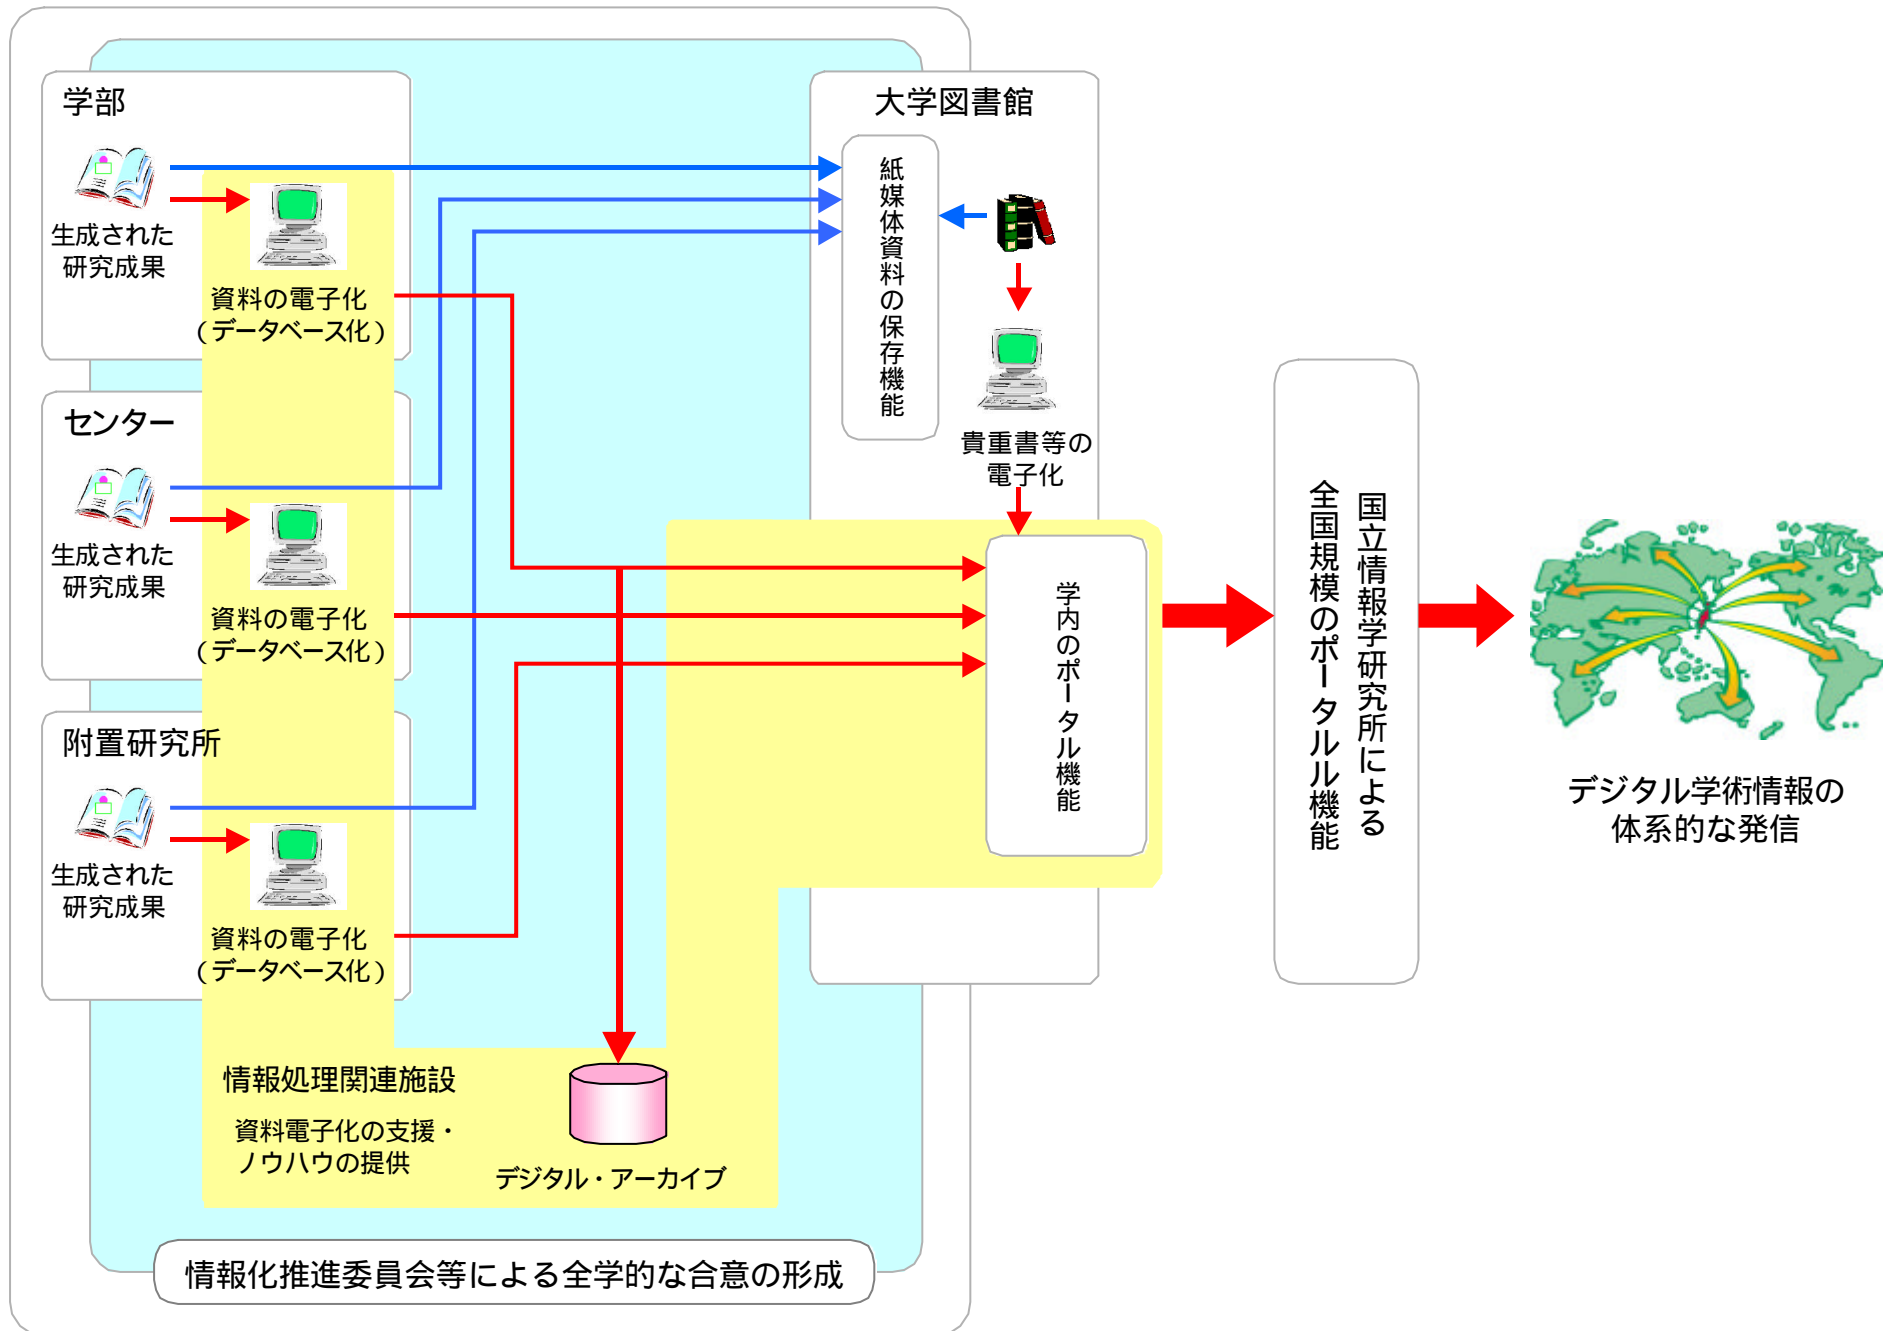 学部
生成された
研究成果
資料の電子化
(データベース化)
センター
生成された
研究成果
資料の電子化
(データベース化)
附置研究所
生成された
研究成果
資料の電子化
(データベース化)
情報処理関連施設
資料電子化の支援・
ノウハウの提供
デジタル・アーカイブ
情報化推進委員会等による全学的な合意の形成
大学図書館
紙媒体資料の保存機能
貴重書等の
電子化
学内のポータル機能
国立情報学研究所による
全国規模のポータルル機能
デジタル学術情報の
体系的な発信